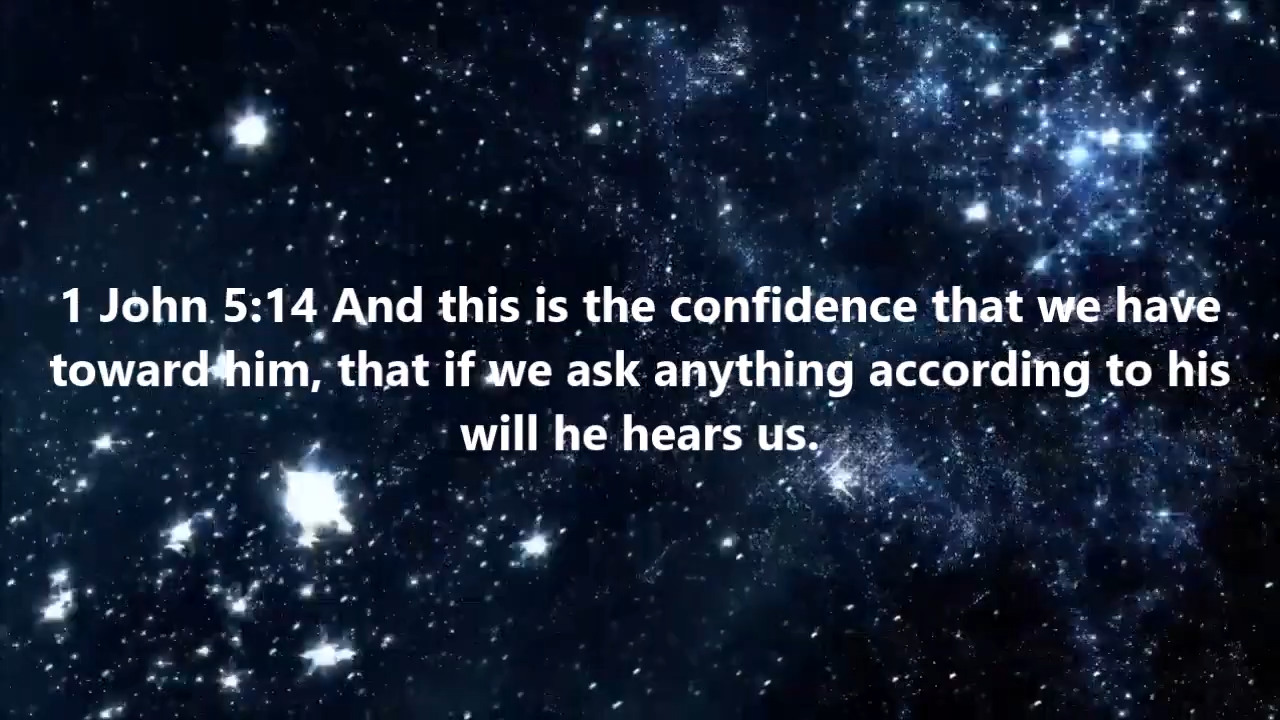 1 John 5:14 And this is the confidence that we have
toward him, that if we ask anything according to his
will he hears us.